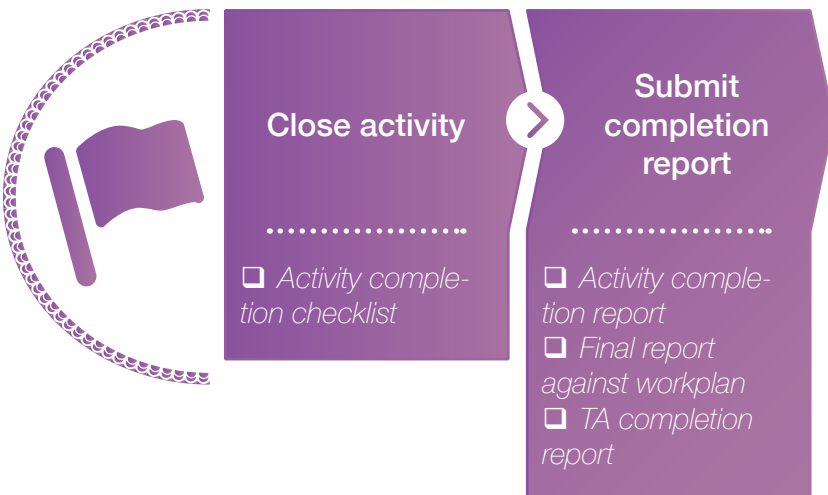 Close activity
❑ Activity comple-
tion checklist
Submit
completion
report
❑ Activity comple-
tion report
❑ Final report
against workplan
❑ TA completion
report